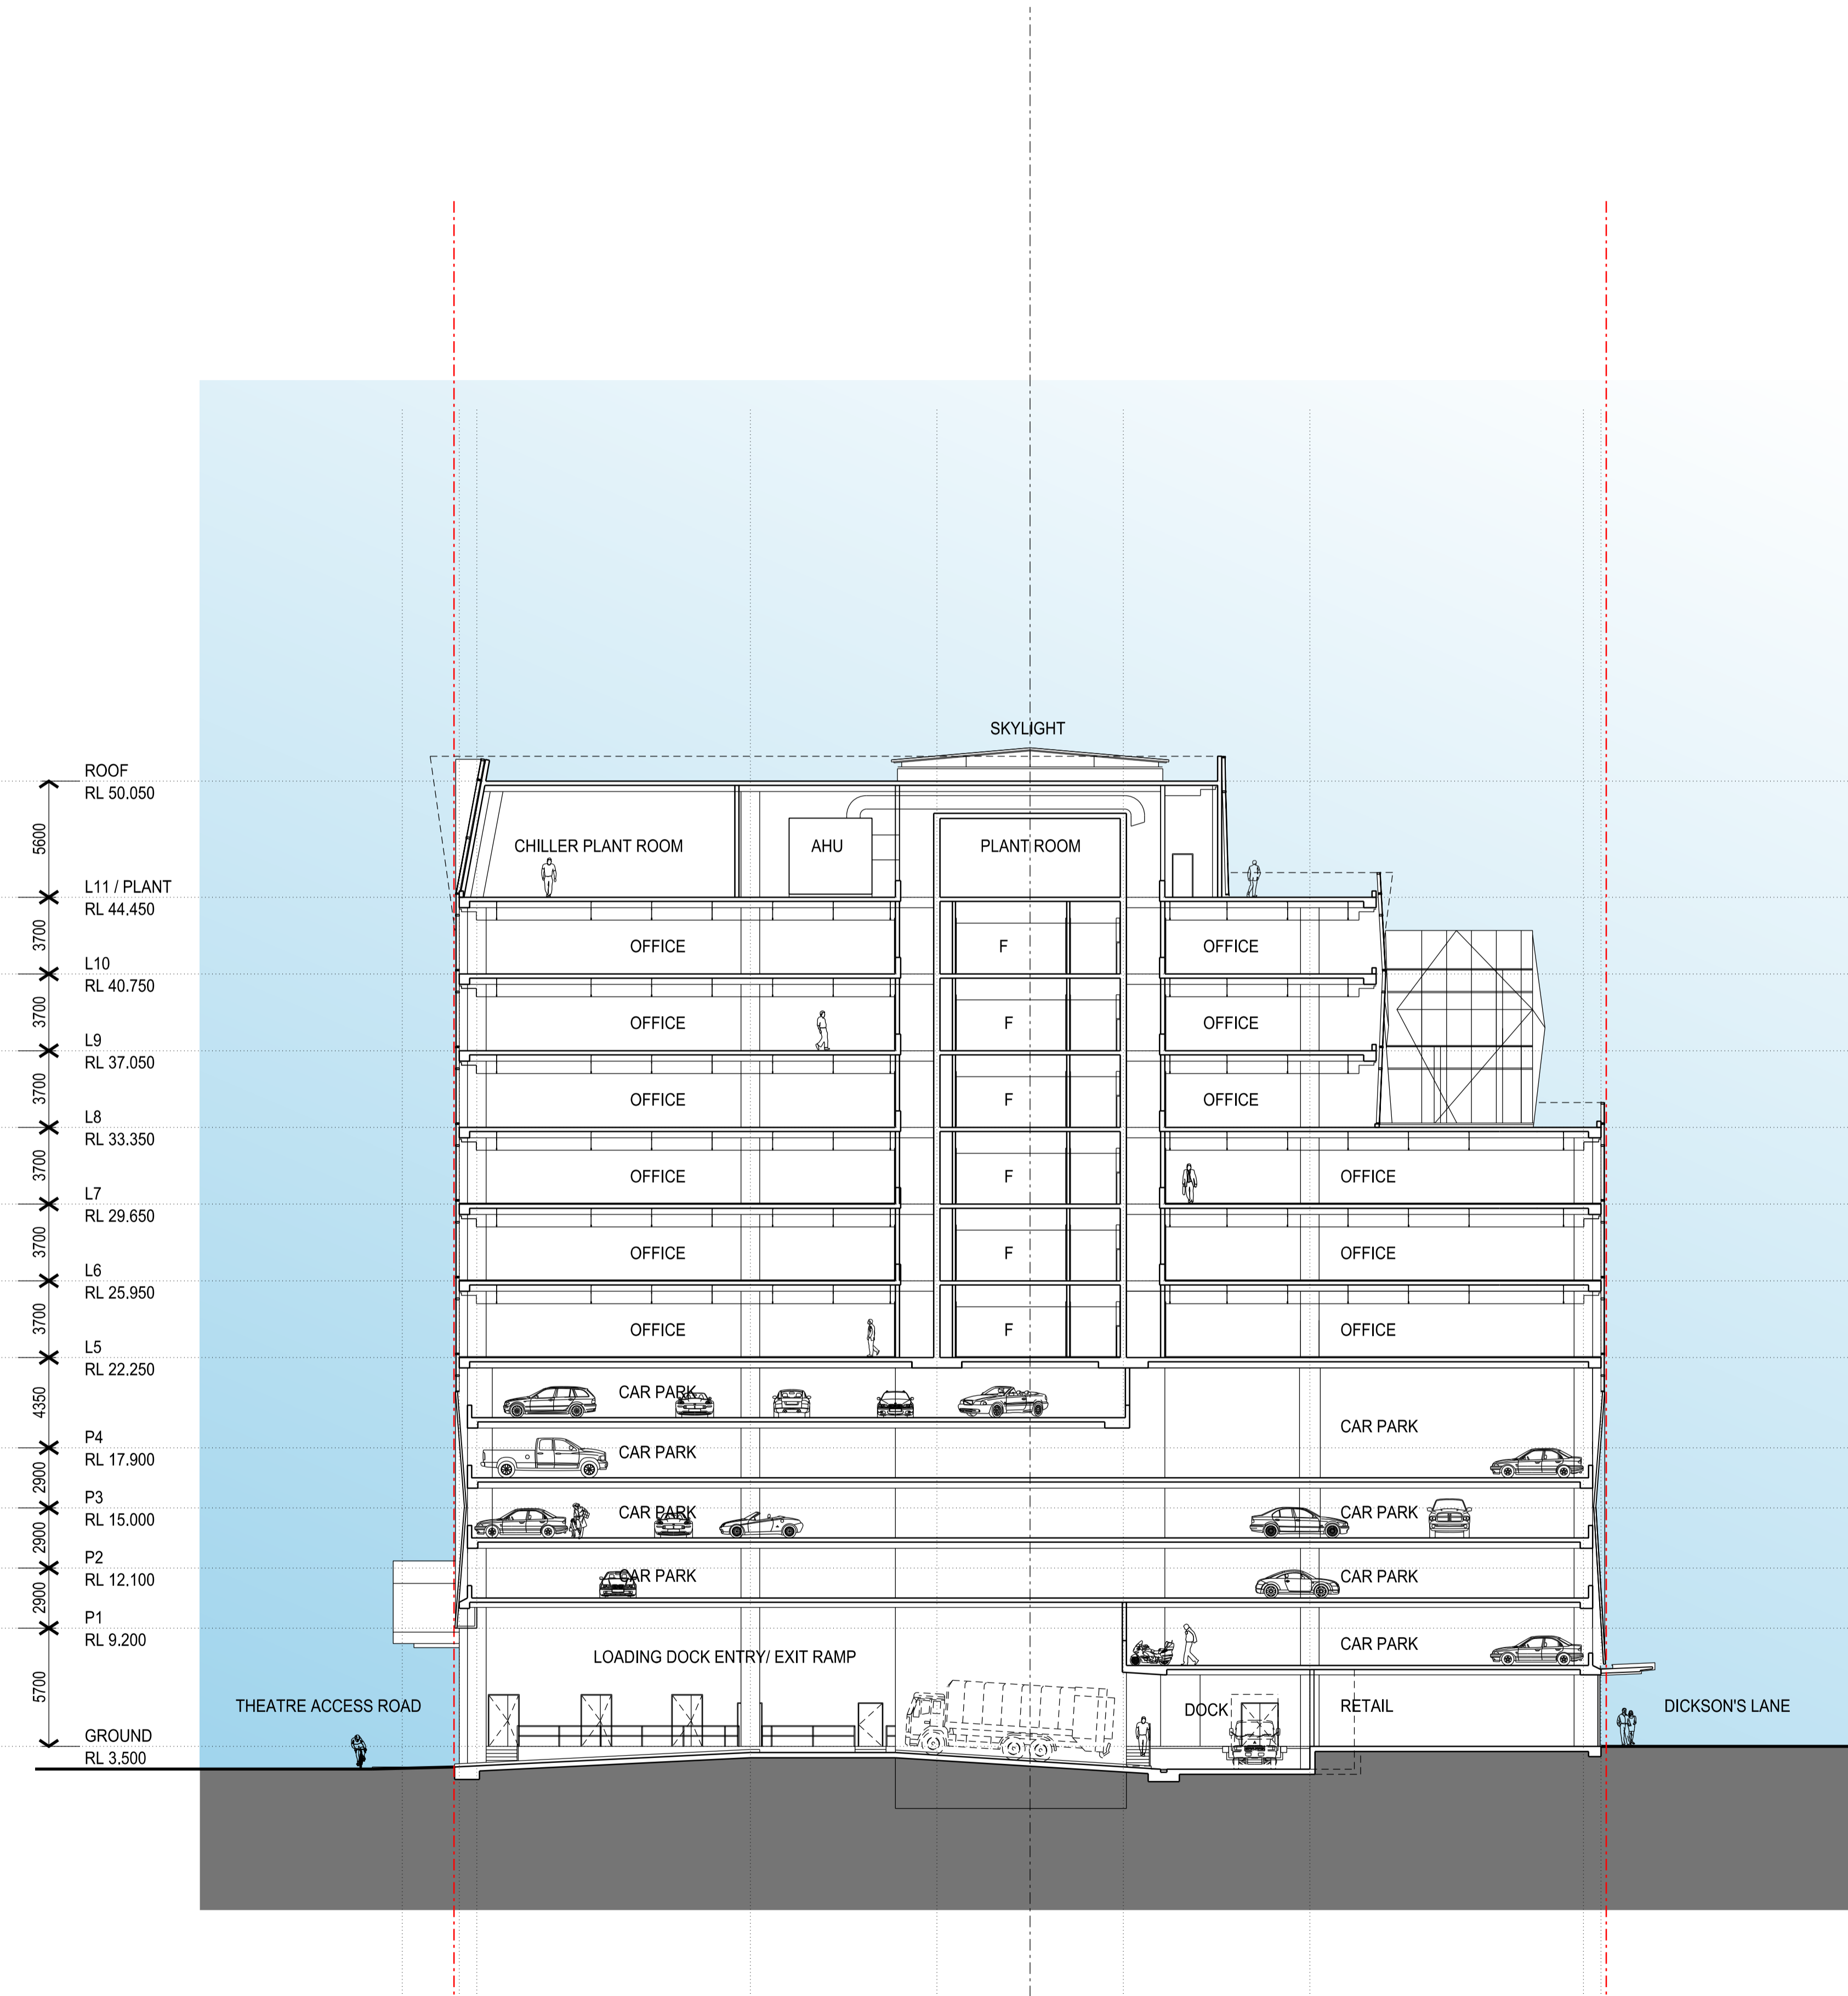 SKYLIGHT
ROOF
RL 50.050
5600
CHILLER PLANT ROOM
AHU
PLANT ROOM
L11 / PLANT
RL 44.450
3700
OFFICE
F
OFFICE
L10
RL 40.750
3700
OFFICE
F
OFFICE
L9
RL 37.050
3700
OFFICE
F
OFFICE
L8
RL 33.350
3700
OFFICE
F
OFFICE
L7
RL 29.650
3700
OFFICE
F
OFFICE
L6
RL 25.950
3700
OFFICE
F
OFFICE
L5
RL 22.250
4350
CAR PARK
CAR PARK
P4
RL 17.900
CAR PARK
2900
P3
RL 15.000
CAR PARK
CAR PARK
2900
P2
RL 12.100
CAR PARK
CAR PARK
2900
P1
RL 9.200
CAR PARK
LOADING DOCK ENTRY/ EXIT RAMP
5700
THEATRE ACCESS ROAD
DOCK
RETAIL
DICKSON'S LANE
GROUND
RL 3.500